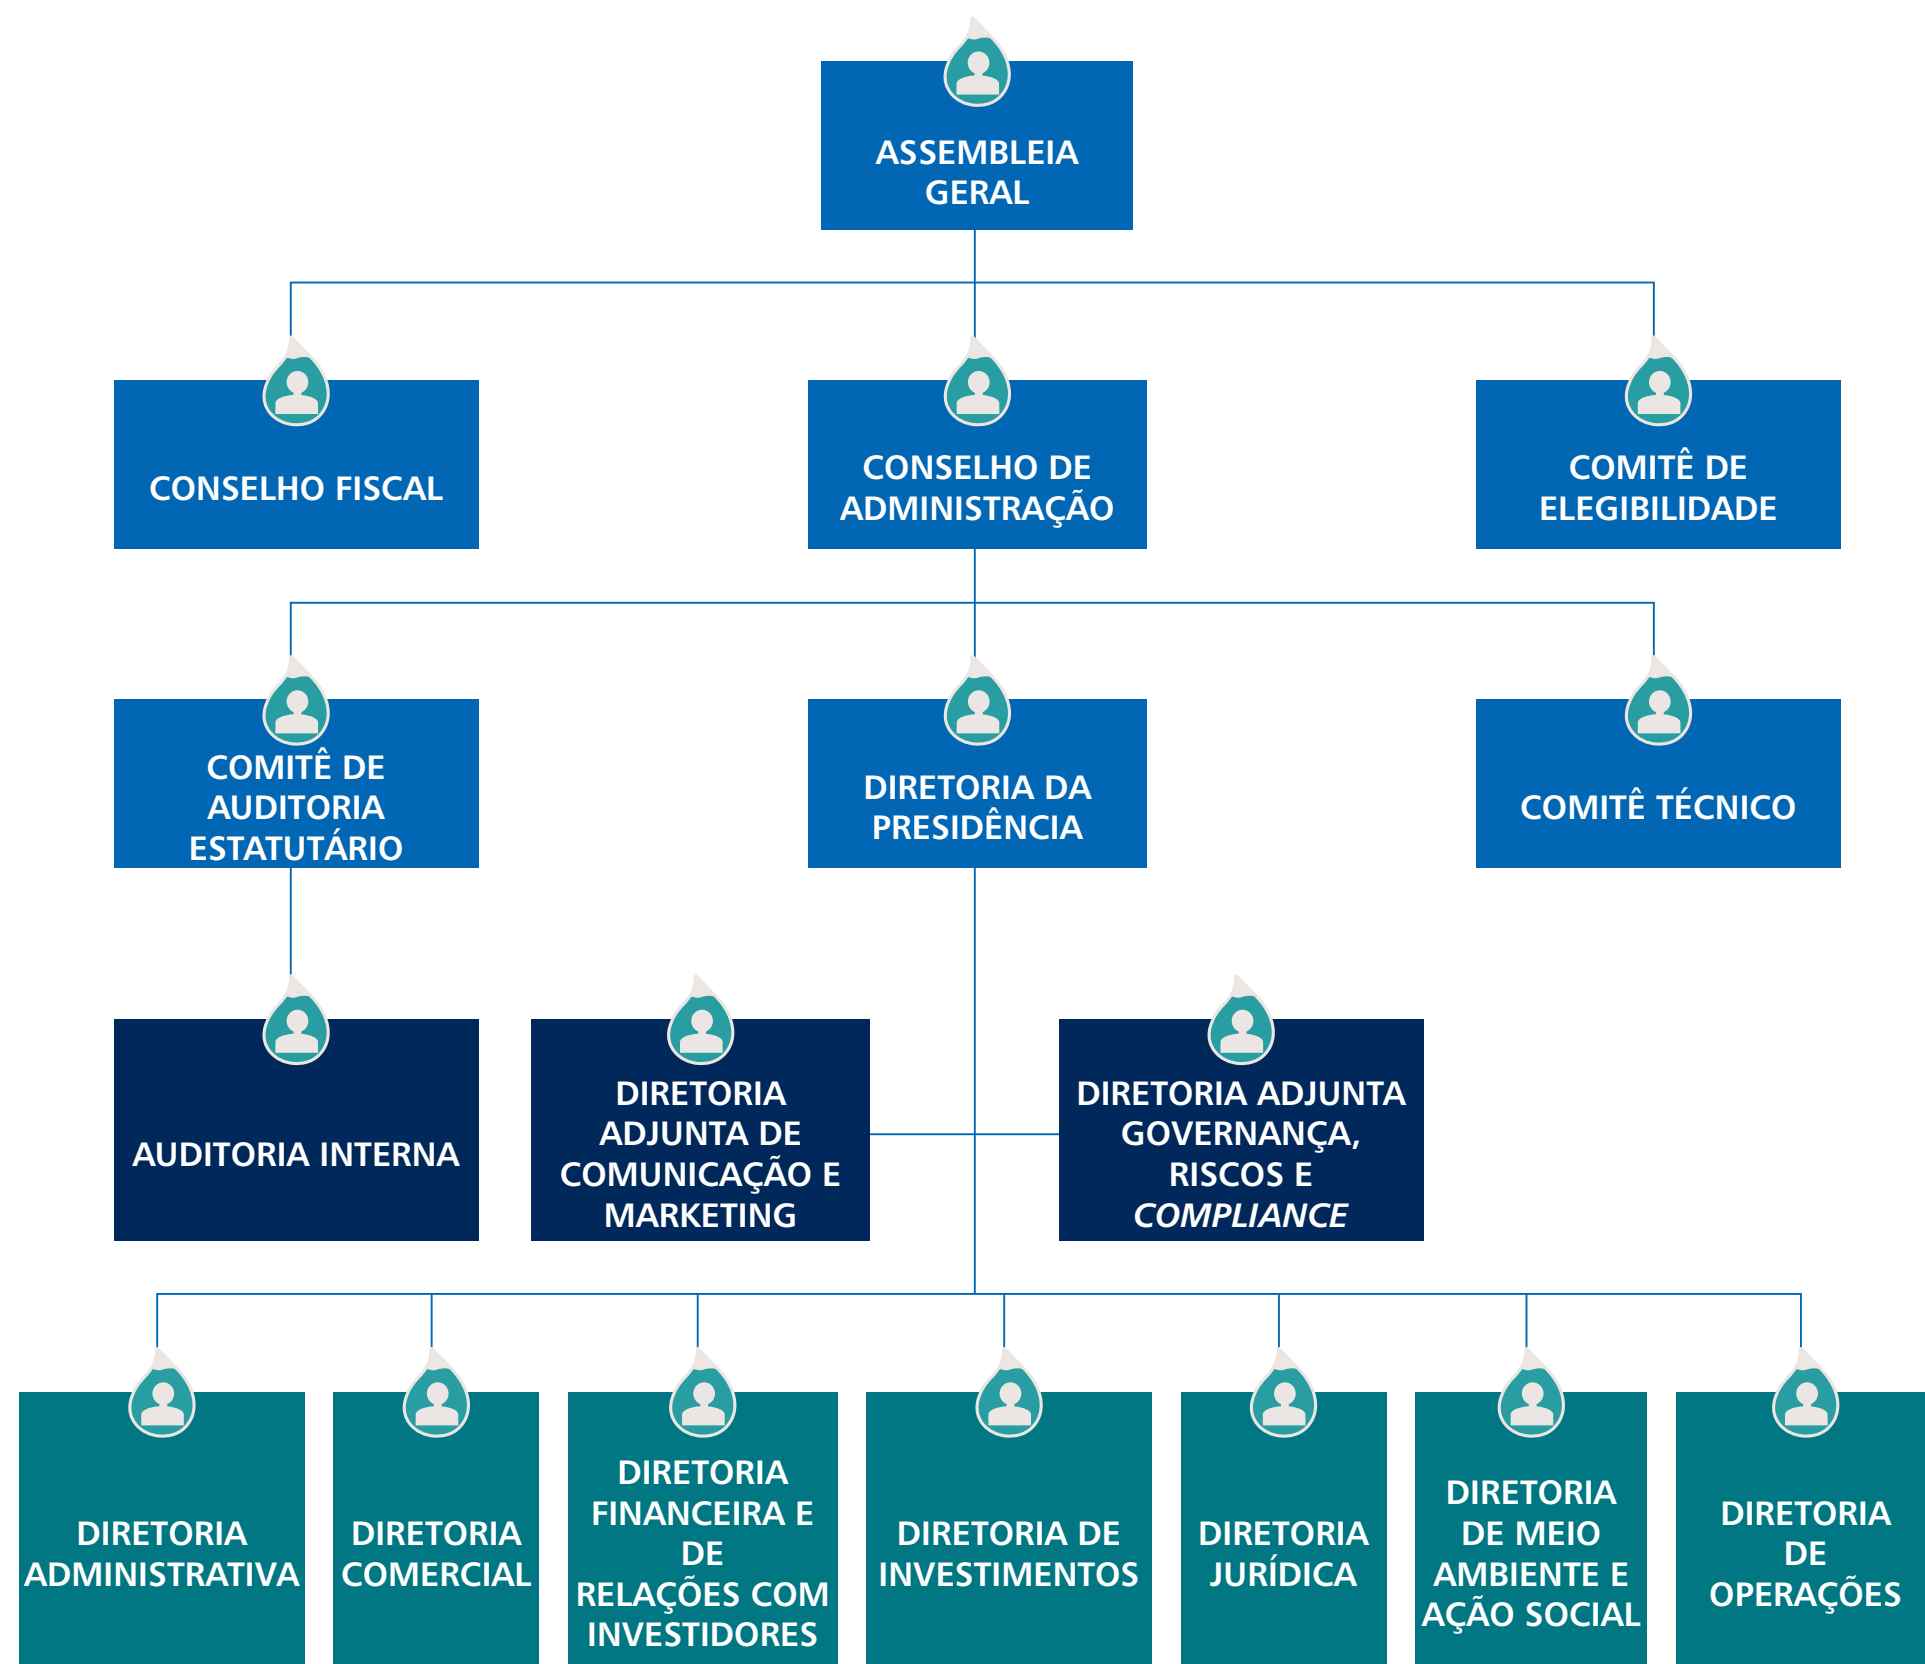 ASSEMBLEIA
GERAL
CONSELHO FISCAL
CONSELHO DE
ADMINISTRAÇÃO
COMITÊ DE
ELEGIBILIDADE
COMITÊ DE
AUDITORIA
ESTATUTÁRIO
DIRETORIA DA
PRESIDÊNCIA
COMITÊ TÉCNICO
AUDITORIA INTERNA
DIRETORIA
ADJUNTA DE
COMUNICAÇÃO E
MARKETING
DIRETORIA ADJUNTA
GOVERNANÇA,
RISCOS E
COMPLIANCE
DIRETORIA
ADMINISTRATIVA
DIRETORIA
COMERCIAL
DIRETORIA
FINANCEIRA E
DE
RELAÇÕES COM
INVESTIDORES
DIRETORIA DE
INVESTIMENTOS
DIRETORIA
JURÍDICA
DIRETORIA
DE MEIO
AMBIENTE E
AÇÃO SOCIAL
DIRETORIA
DE
OPERAÇÕES